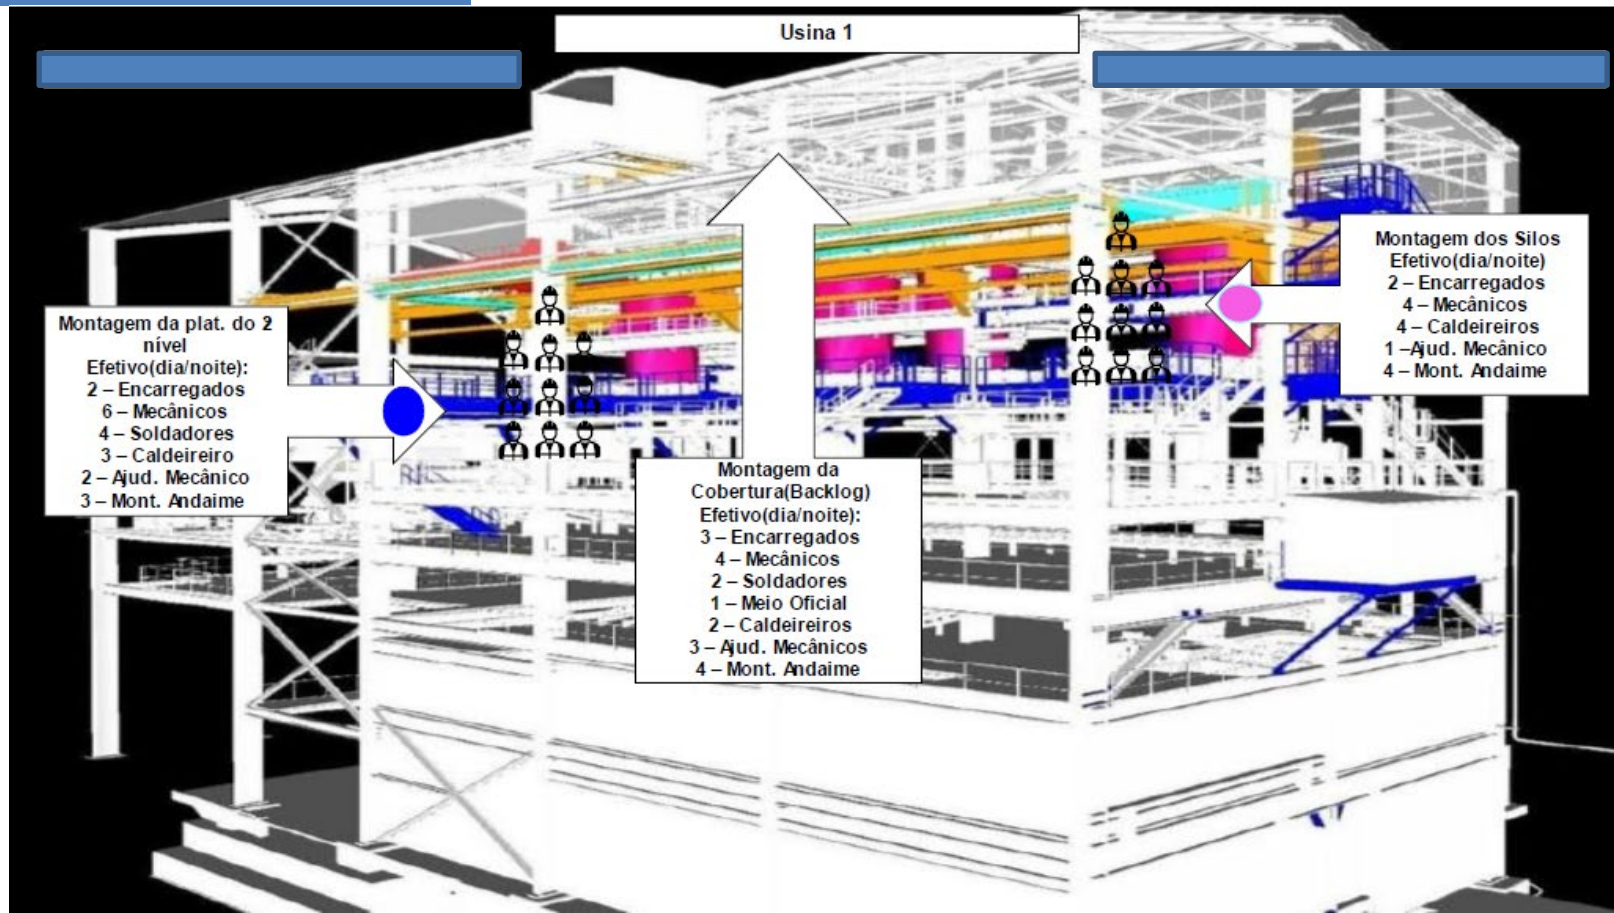 Usina 1
Montagem da plat. do 2
nível
Efetivo(dia/noite):
2 – Encarregados
6 – Mecânicos
4 – Soldadores
3 – Caldeireiro
2 – Ajud. Mecânico
3 – Mont. Andaime
Montagem da
Cobertura(Backlog)
Efetivo(dia/noite):
3 – Encarregados
4 – Mecânicos
2 – Soldadores
1 – Meio Oficial
2 – Caldeireiros
3 – Ajud. Mecânicos
4 – Mont. Andaime
Montagem dos Silos
Efetivo(dia/noite)
2 – Encarregados
4 – Mecânicos
4 – Caldeireiros
1 –Ajud. Mecânico
4 – Mont. Andaime